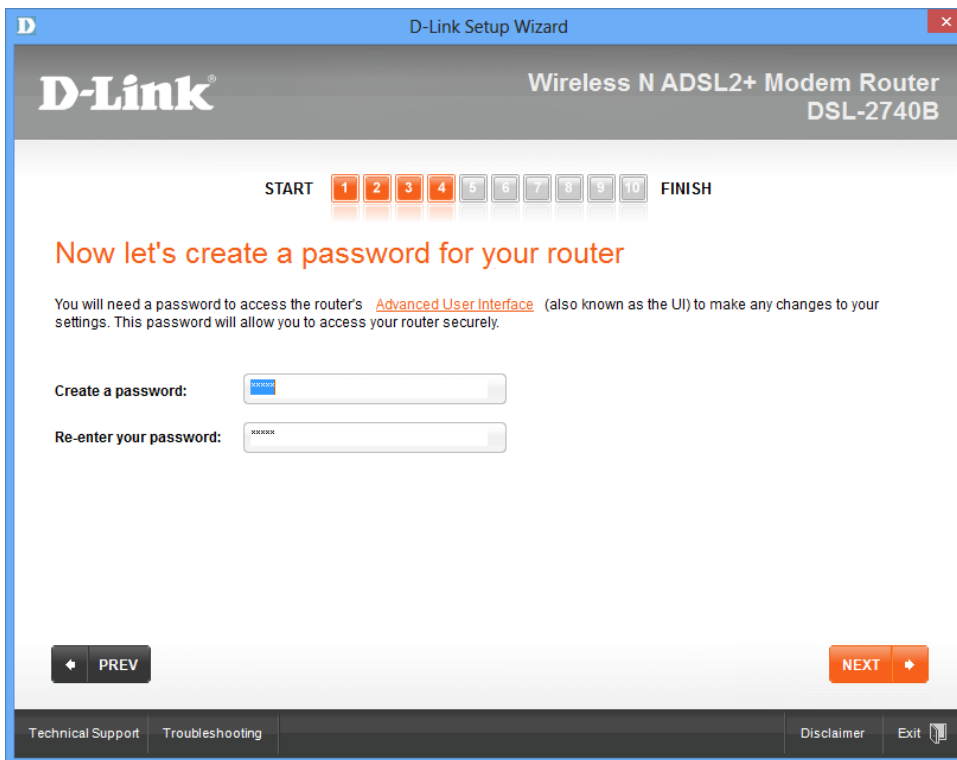 D D-Link Setup Wizard ×
D-Link® Wireless N ADSL2+ Modem Router
DSL-2740B
START 1 2 3 4 5 6 7 8 9 10 FINISH
Now let's create a password for your router
You will need a password to access the router's Advanced User Interface (also known as the UI) to make any changes to your
settings. This password will allow you to access your router securely.
Create a password: *****
Re-enter your password: *****
PREV NEXT
Technical Support Troubleshooting Disclaimer Exit